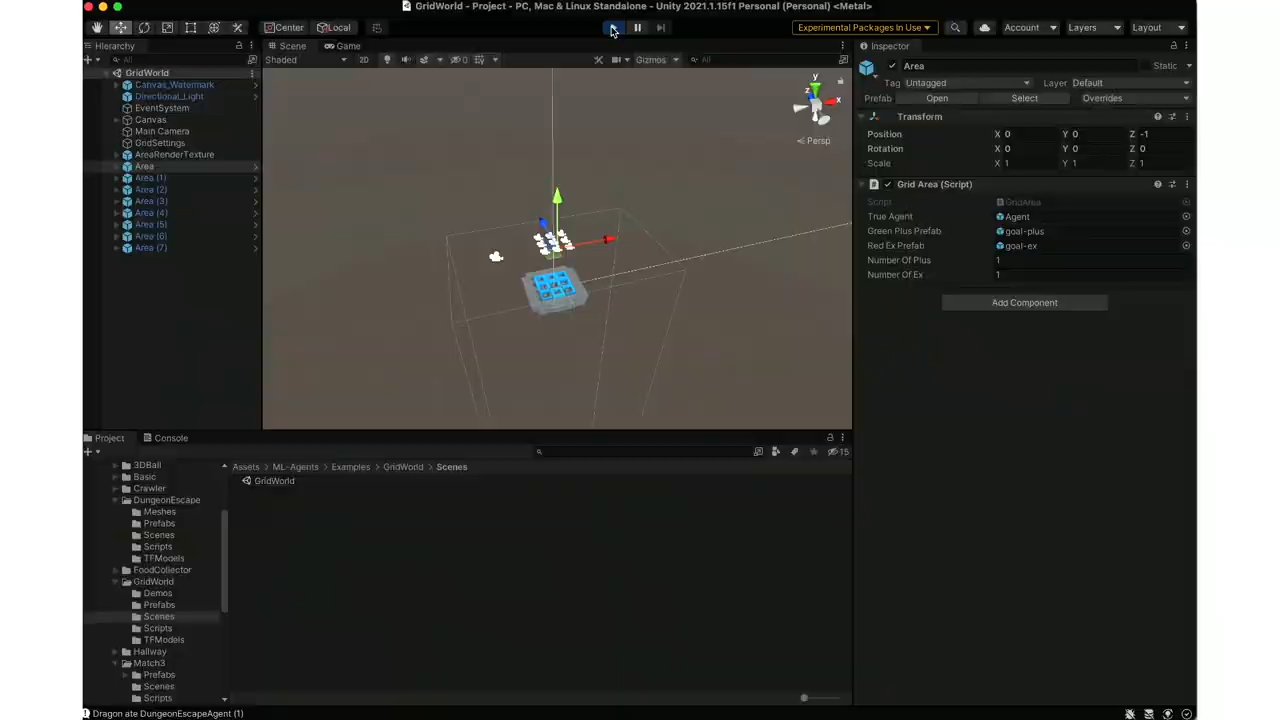 GridWorld - Project - PC, Mac & Linux Standalone - Unity 2021.1.15f1 Personal (Personal) <Metal>
Center Local Experimental Packages In Use Account Layers Layout
Hierarchy
All
GridWorld
Canvas_Watermark
Directional_Light
EventSystem
Canvas
Main Camera
GridSettings
AreaRenderTexture
Area
Area (1)
Area (2)
Area (3)
Area (4)
Area (5)
Area (6)
Area (7)
Scene Game
Shaded 2D 0 Gizmos All
y
z x
< Persp
Inspector
Area Static
Tag Untagged Layer Default
Prefab Open Select Overrides
Transform
Position X 0 Y 0 Z -1
Rotation X 0 Y 0 Z 0
Scale X 1 Y 1 Z 1
Grid Area (Script)
Script GridArea
True Agent Agent
Green Plus Prefab goal-plus
Red Ex Prefab goal-ex
Number Of Plus 1
Number Of Ex 1
Add Component
Project Console
15
3DBall
Basic
Crawler
DungeonEscape
Meshes
Prefabs
Scenes
Scripts
TFModels
FoodCollector
GridWorld
Demos
Prefabs
Scenes
Scripts
TFModels
Hallway
Match3
Prefabs
Scenes
Scripts
Assets > ML-Agents > Examples > GridWorld > Scenes
GridWorld
Dragon ate DungeonEscapeAgent (1)